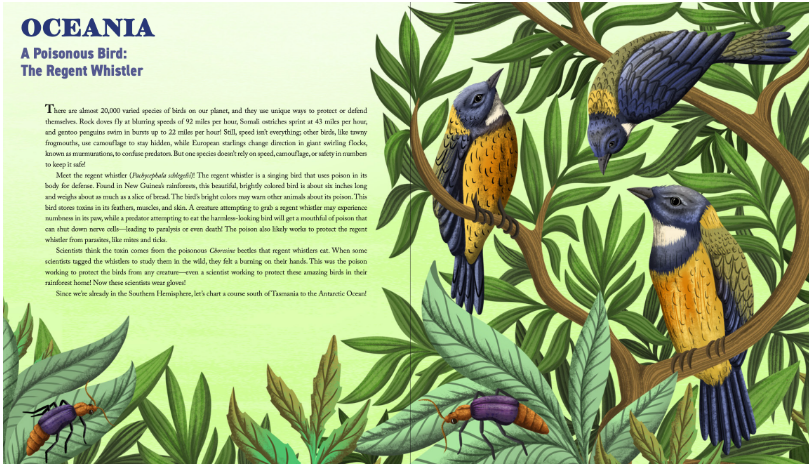 OCEANIA
A Poisonous Bird:
The Regent Whistler
There are almost 20,000 varied species of birds on our planet, and they use unique ways to protect or defend
themselves. Rock doves fly at blurring speeds of 92 miles per hour, Somali ostriches sprint at 43 miles per hour,
and gentoo penguins swim in bursts up to 22 miles per hour! Still, speed isn't everything; other birds, like tawny
frogmouths, use camouflage to stay hidden, while European starlings change direction in giant swirling flocks,
known as murmurations, to confuse predators. But one species doesn't rely on speed, camouflage, or safety in numbers
to keep it safe!
Meet the regent whistler (Pachycephala schlegelii)! The regent whistler is a singing bird that uses poison in its
body for defense. Found in New Guinea's rainforests, this beautiful, brightly colored bird is about six inches long
and weighs about as much as a slice of bread. The bird's bright colors may warn other animals about its poison. This
bird stores toxins in its feathers, muscles, and skin. A creature attempting to grab a regent whistler may experience
numbness in its paw, while a predator attempting to eat the harmless-looking bird will get a mouthful of poison that
can shut down nerve cells—leading to paralysis or even death! The poison also likely works to protect the regent
whistler from parasites, like mites and ticks.
Scientists think the toxin comes from the poisonous Choresine beetles that regent whistlers eat. When some
scientists tagged the whistlers to study them in the wild, they felt a burning on their hands. This was the poison
working to protect the birds from any creature—even a scientist working to protect these amazing birds in their
rainforest home! Now these scientists wear gloves!
Since we're already in the Southern Hemisphere, let's chart a course south of Tasmania to the Antarctic Ocean!